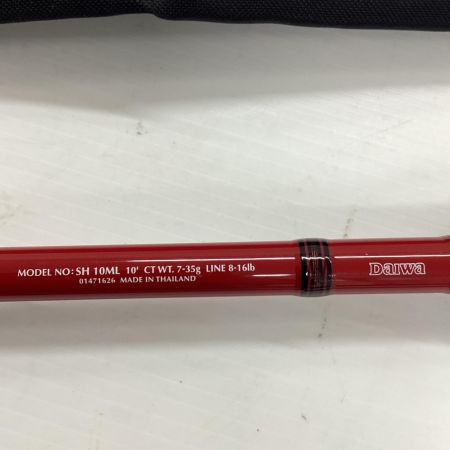 MODEL NO: SH 10ML 10' CT WT. 7-35g LINE 8-16lb
01471626 MADE IN THAILAND
DAIWA